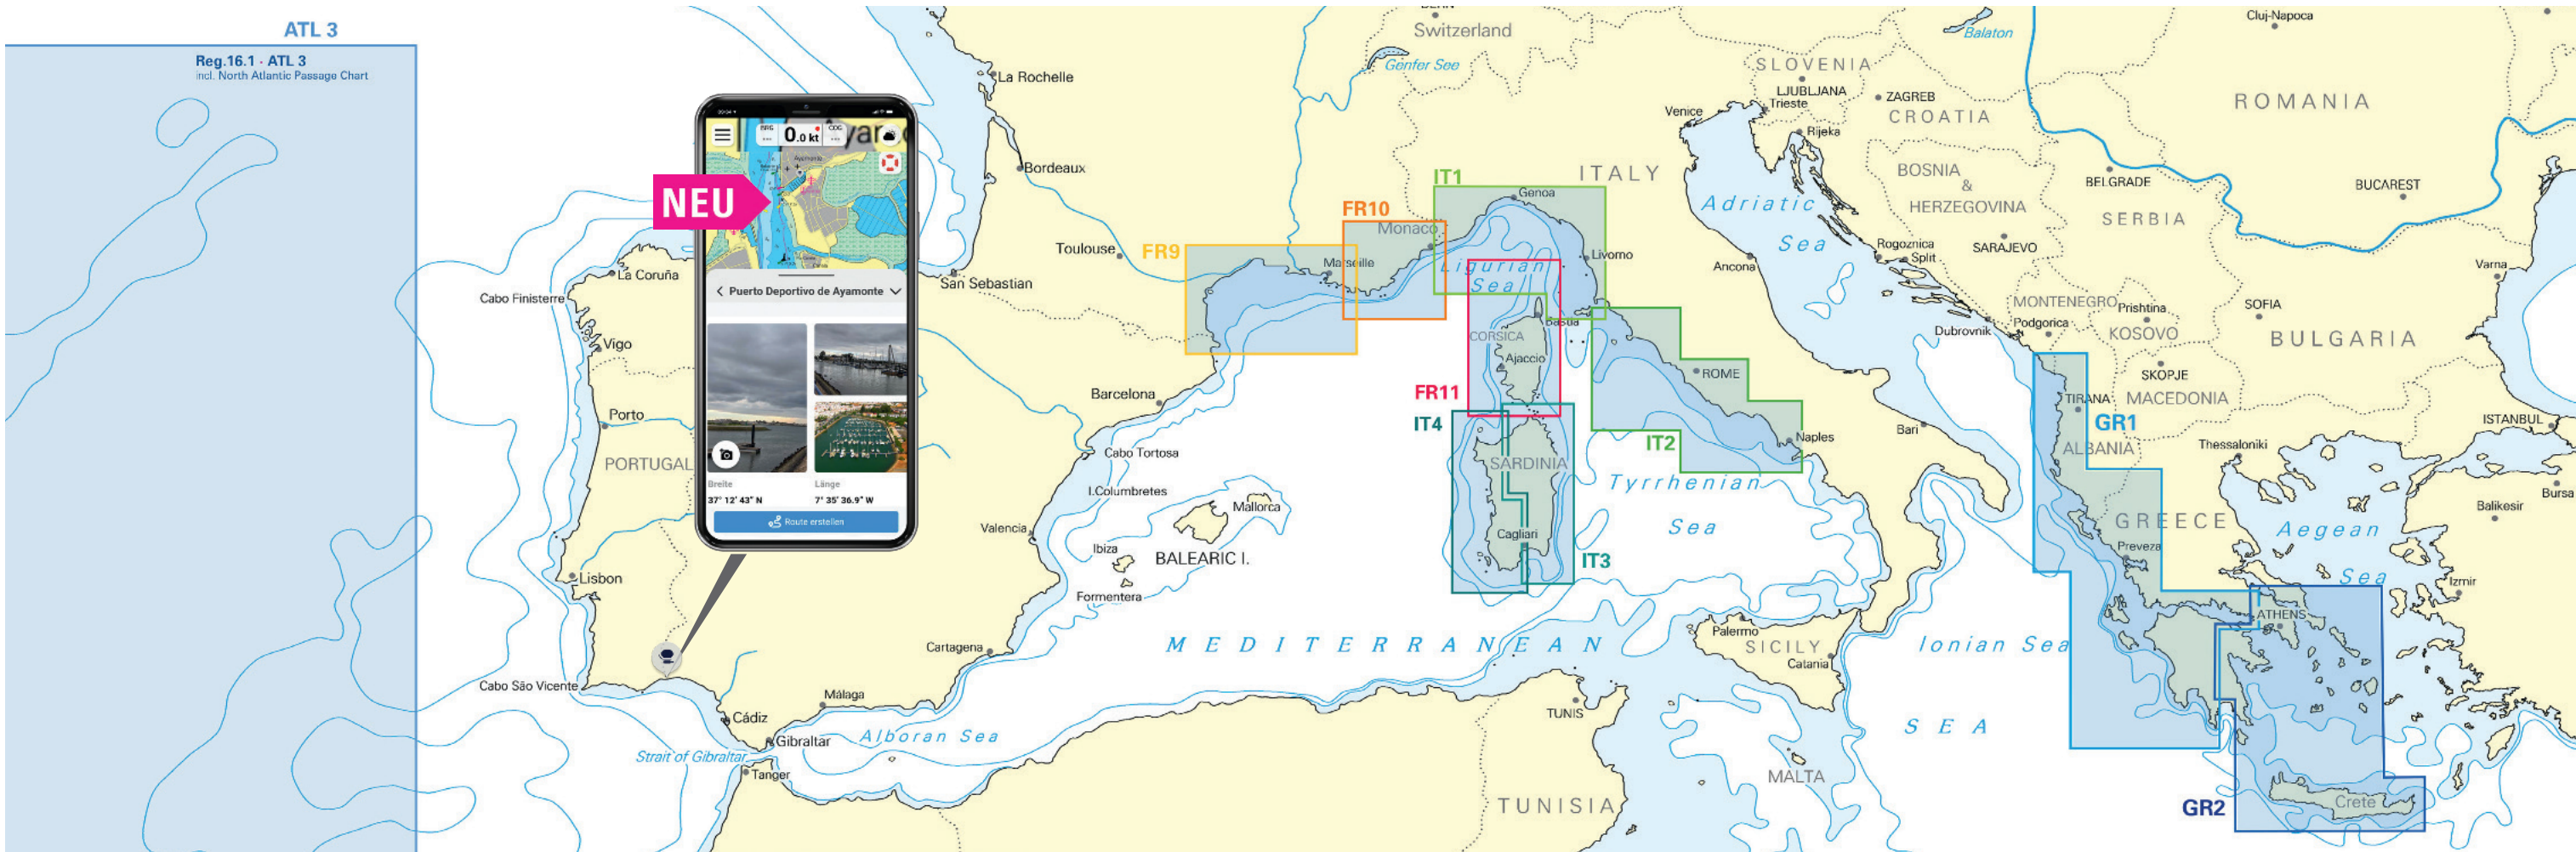 ATL 3
Reg.16.1 · ATL 3
incl. North Atlantic Passage Chart
NEU
BRG
0.0 kt
COG
Ayamonte
Puerto Deportivo de Ayamonte
Breite
37° 12' 43" N
Länge
7° 35' 36.9" W
Route erstellen
La Rochelle
Bordeaux
Toulouse
San Sebastian
La Coruña
Cabo Finisterre
Vigo
Porto
PORTUGAL
Lisbon
Cabo São Vicente
Cádiz
Gibraltar
Strait of Gibraltar
Tanger
Málaga
Alboran Sea
Cartagena
Valencia
Barcelona
Cabo Tortosa
I.Columbretes
Mallorca
Ibiza
BALEARIC I.
Formentera
Switzerland
Genfer See
FR9
FR10
Marseille
Monaco
IT1
Genoa
ITALY
Livorno
Ligurian
Sea
Bastia
CORSICA
Ajaccio
FR11
IT4
SARDINIA
Cagliari
IT3
IT2
ROME
Naples
Tyrrhenian
Sea
MEDITERRANEAN
SEA
Palermo
SICILY
Catania
TUNIS
TUNISIA
MALTA
Ionian Sea
Venice
Trieste
SLOVENIA
LJUBLJANA
ZAGREB
CROATIA
Rijeka
Adriatic
Sea
Ancona
Bari
Rogoznica
Split
Dubrovnik
BOSNIA
&
HERZEGOVINA
SARAJEVO
Balaton
Cluj-Napoca
ROMANIA
BELGRADE
SERBIA
BUCAREST
MONTENEGRO
Podgorica
Prishtina
KOSOVO
SKOPJE
MACEDONIA
SOFIA
BULGARIA
Varna
TIRANA
ALBANIA
GR1
GREECE
Preveza
Thessaloniki
ISTANBUL
Bursa
Balikesir
Aegean
Sea
Izmir
ATHENS
GR2
Crete